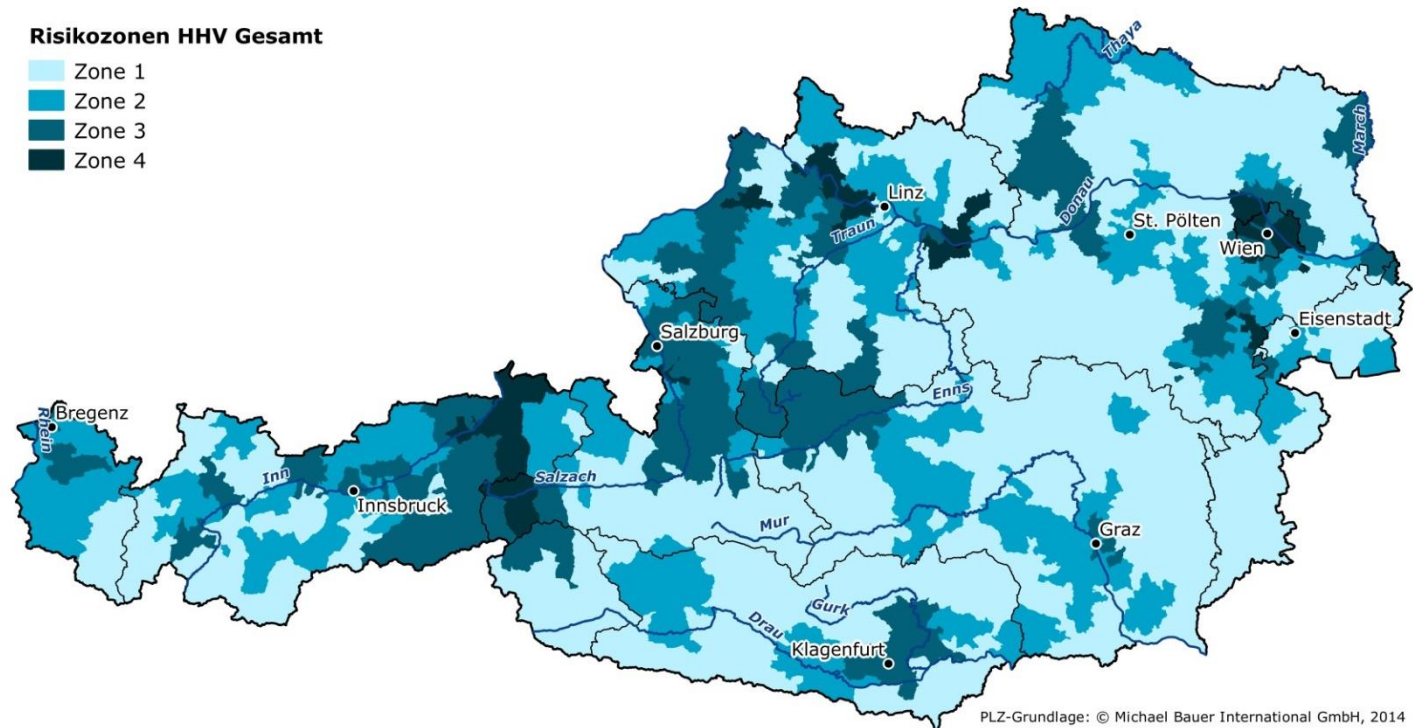 Risikozonen HHV Gesamt
Zone 1
Zone 2
Zone 3
Zone 4
Thaya
March
Linz
Donau
Traun
St. Pölten
Wien
Salzburg
Eisenstadt
Enns
Bregenz
Rhein
Inn
Salzach
Innsbruck
Mur
Graz
Gurk
Drau
Klagenfurt
PLZ-Grundlage: © Michael Bauer International GmbH, 2014